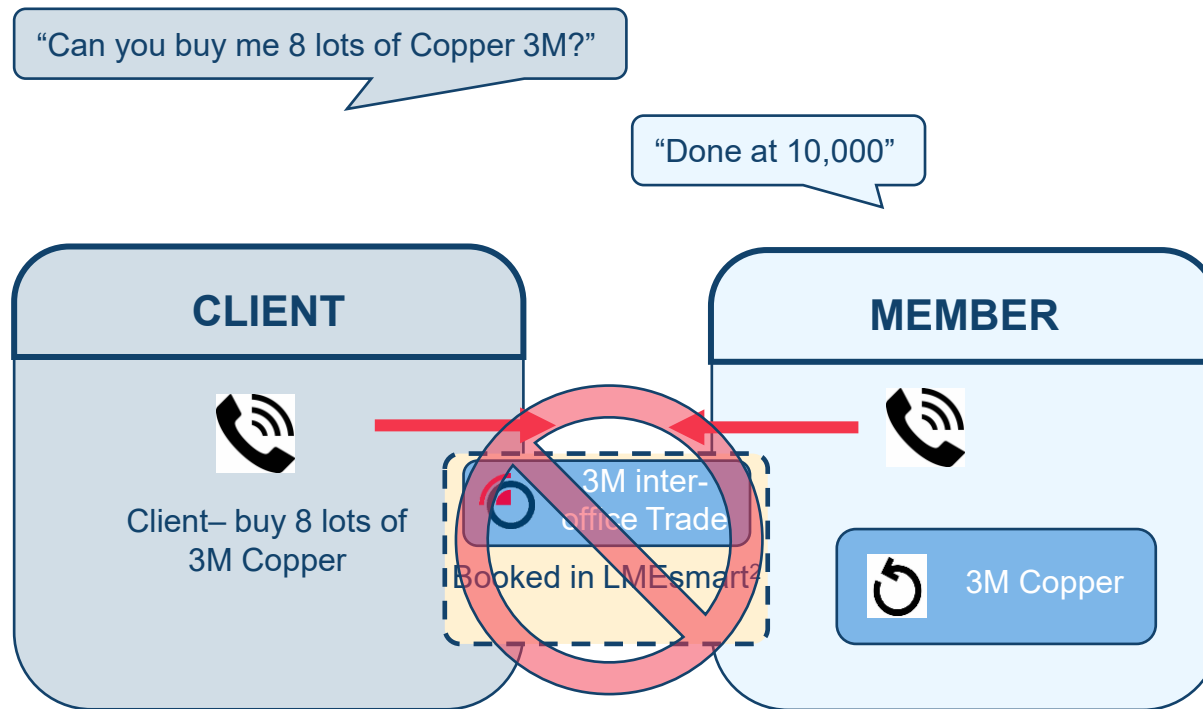 “Can you buy me 8 lots of Copper 3M?”
“Done at 10,000”
CLIENT
MEMBER
3M inter-
office Trade
Booked in LMEsmart²
Client– buy 8 lots of
3M Copper
3M Copper